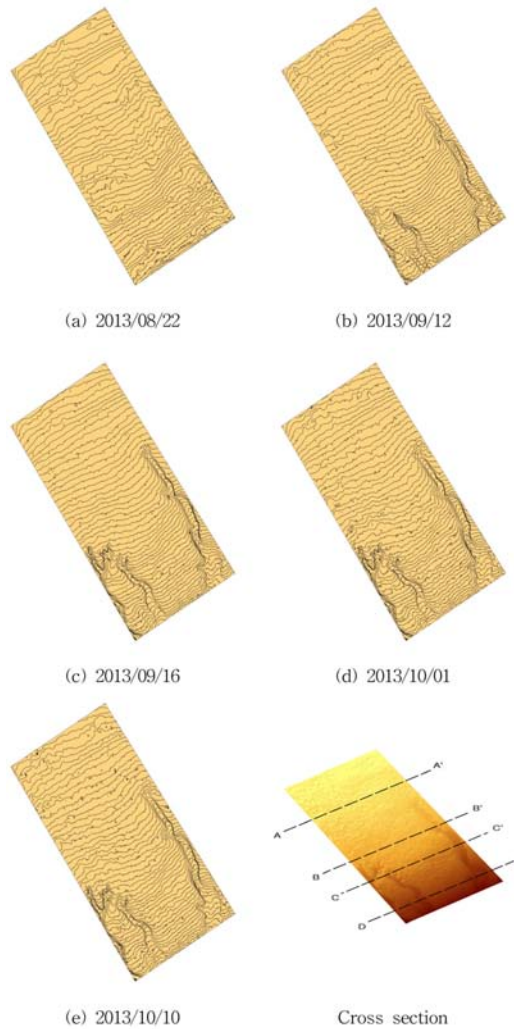 (a) 2013/08/22
(b) 2013/09/12
(c) 2013/09/16
(d) 2013/10/01
A'
B'
A
C'
B
C
D
(e) 2013/10/10
Cross section